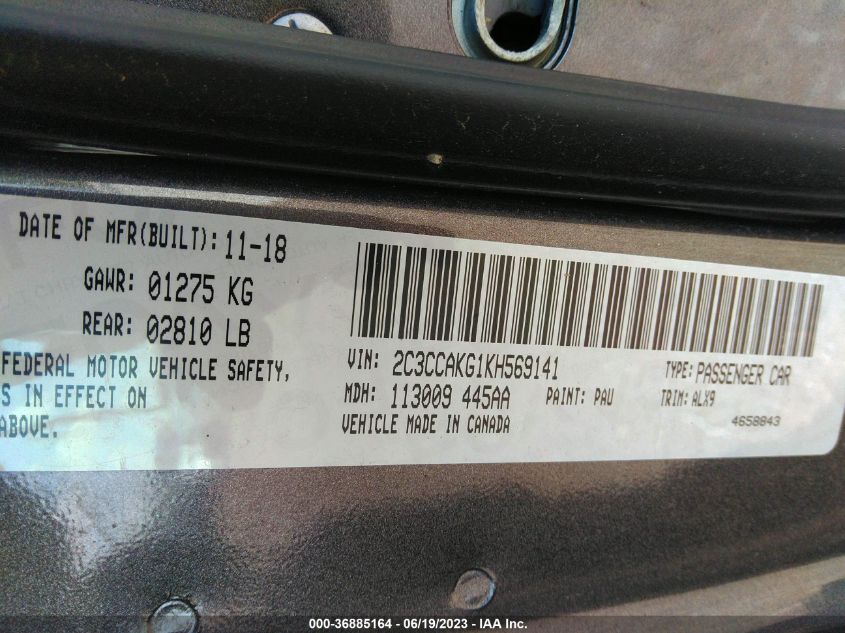 DATE OF MFR(BUILT): 11-18
GAWR: 01275 KG
REAR: 02810 LB
FEDERAL MOTOR VEHICLE SAFETY,
S IN EFFECT ON
ABOVE.
VIN: 2C3CCAKG1KH569141
TYPE: PASSENGER CAR
MDH: 113009 445AA
PAINT: PAU
TRIM: ALX9
VEHICLE MADE IN CANADA
4658843
000-36885164 - 06/19/2023 - IAA Inc.